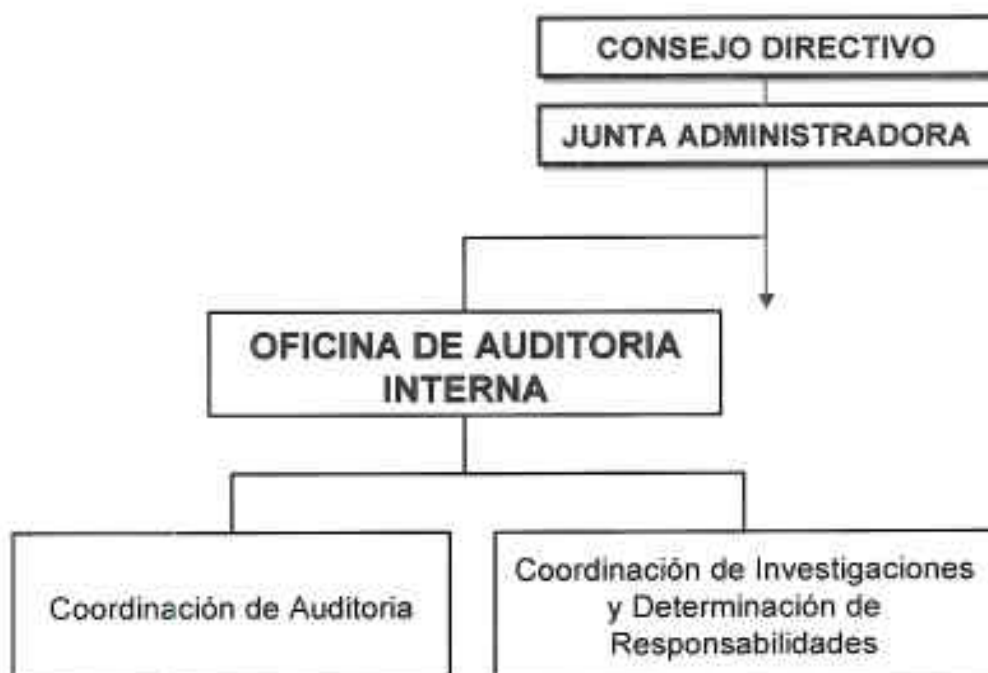 CONSEJO DIRECTIVO
JUNTA ADMINISTRADORA
OFICINA DE AUDITORIA
INTERNA
Coordinación de Auditoria
Coordinación de Investigaciones
y Determinación de
Responsabilidades